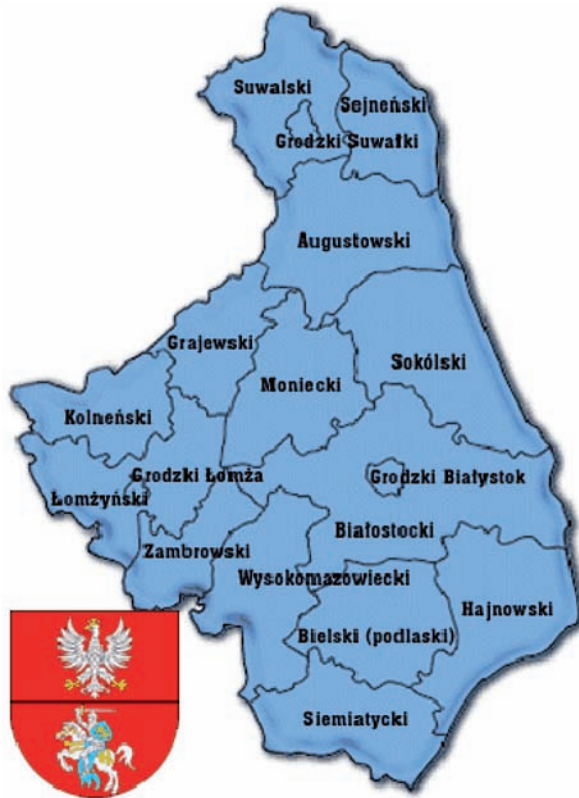 Suwalski
Sejneński
Grodzki Suwałki
Augustowski
Grajewski
Moniecki
Sokólski
Kolneński
Grodzki Łomża
Grodzki Białystok
Łomżyński
Białostocki
Zambrowski
Wysokomazowiecki
Hajnowski
Bielski (podlaski)
Siemiatycki